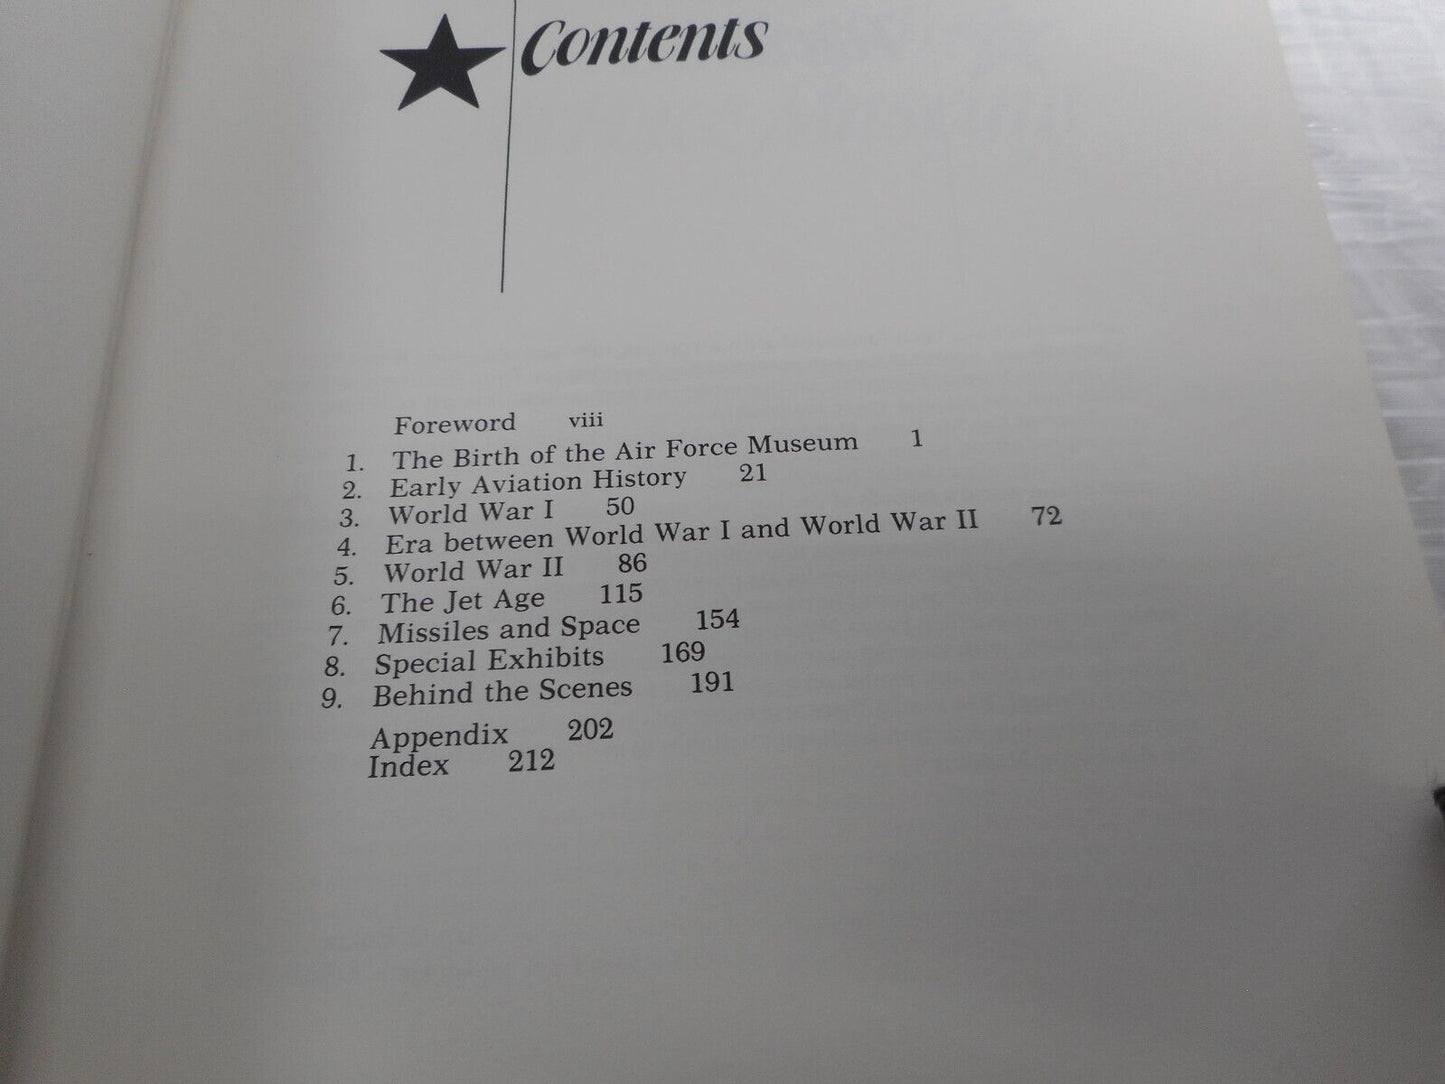 Contents
Foreword viii
1. The Birth of the Air Force Museum 1
2. Early Aviation History 21
3. World War I 50
4. Era between World War I and World War II 72
5. World War II 86
6. The Jet Age 115
7. Missiles and Space 154
8. Special Exhibits 169
9. Behind the Scenes 191
Appendix 202
Index 212